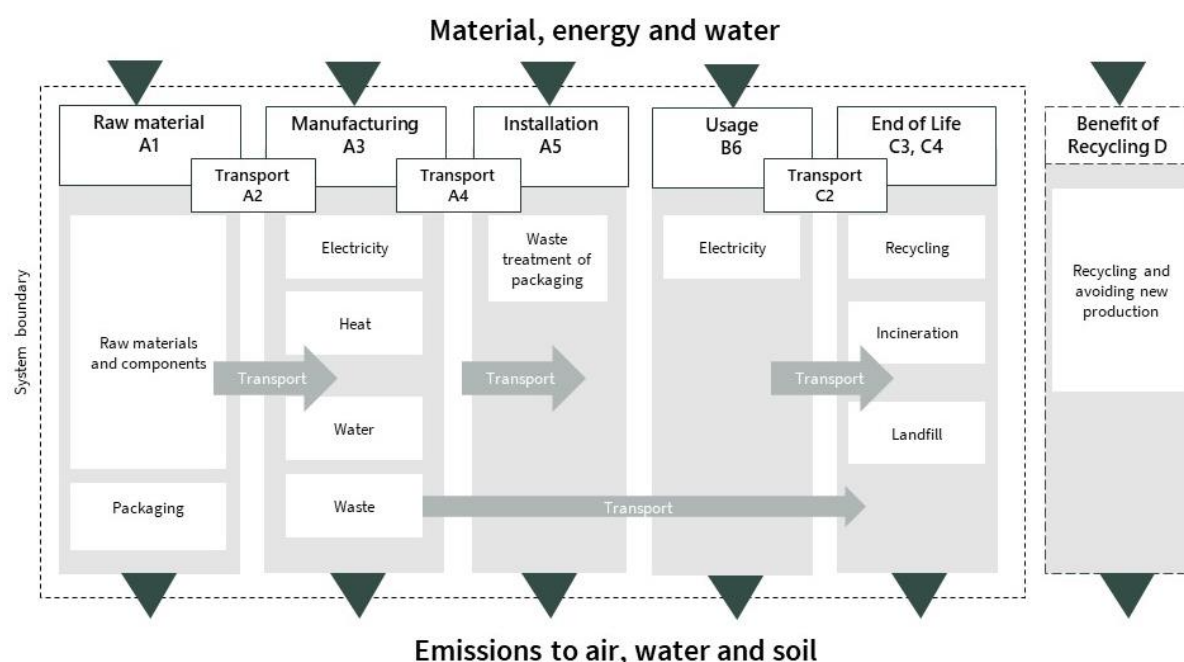 Material, energy and water
Raw material
A1
Manufacturing
A3
Installation
A5
Usage
B6
End of Life
C3, C4
Benefit of
Recycling D
Transport
A2
Transport
A4
Transport
C2
System boundary
Raw materials
and components
Packaging
Electricity
Heat
Water
Waste
Waste
treatment of
packaging
Electricity
Recycling
Incineration
Landfill
Recycling and
avoiding new
production
Transport
Transport
Transport
Transport
Emissions to air, water and soil